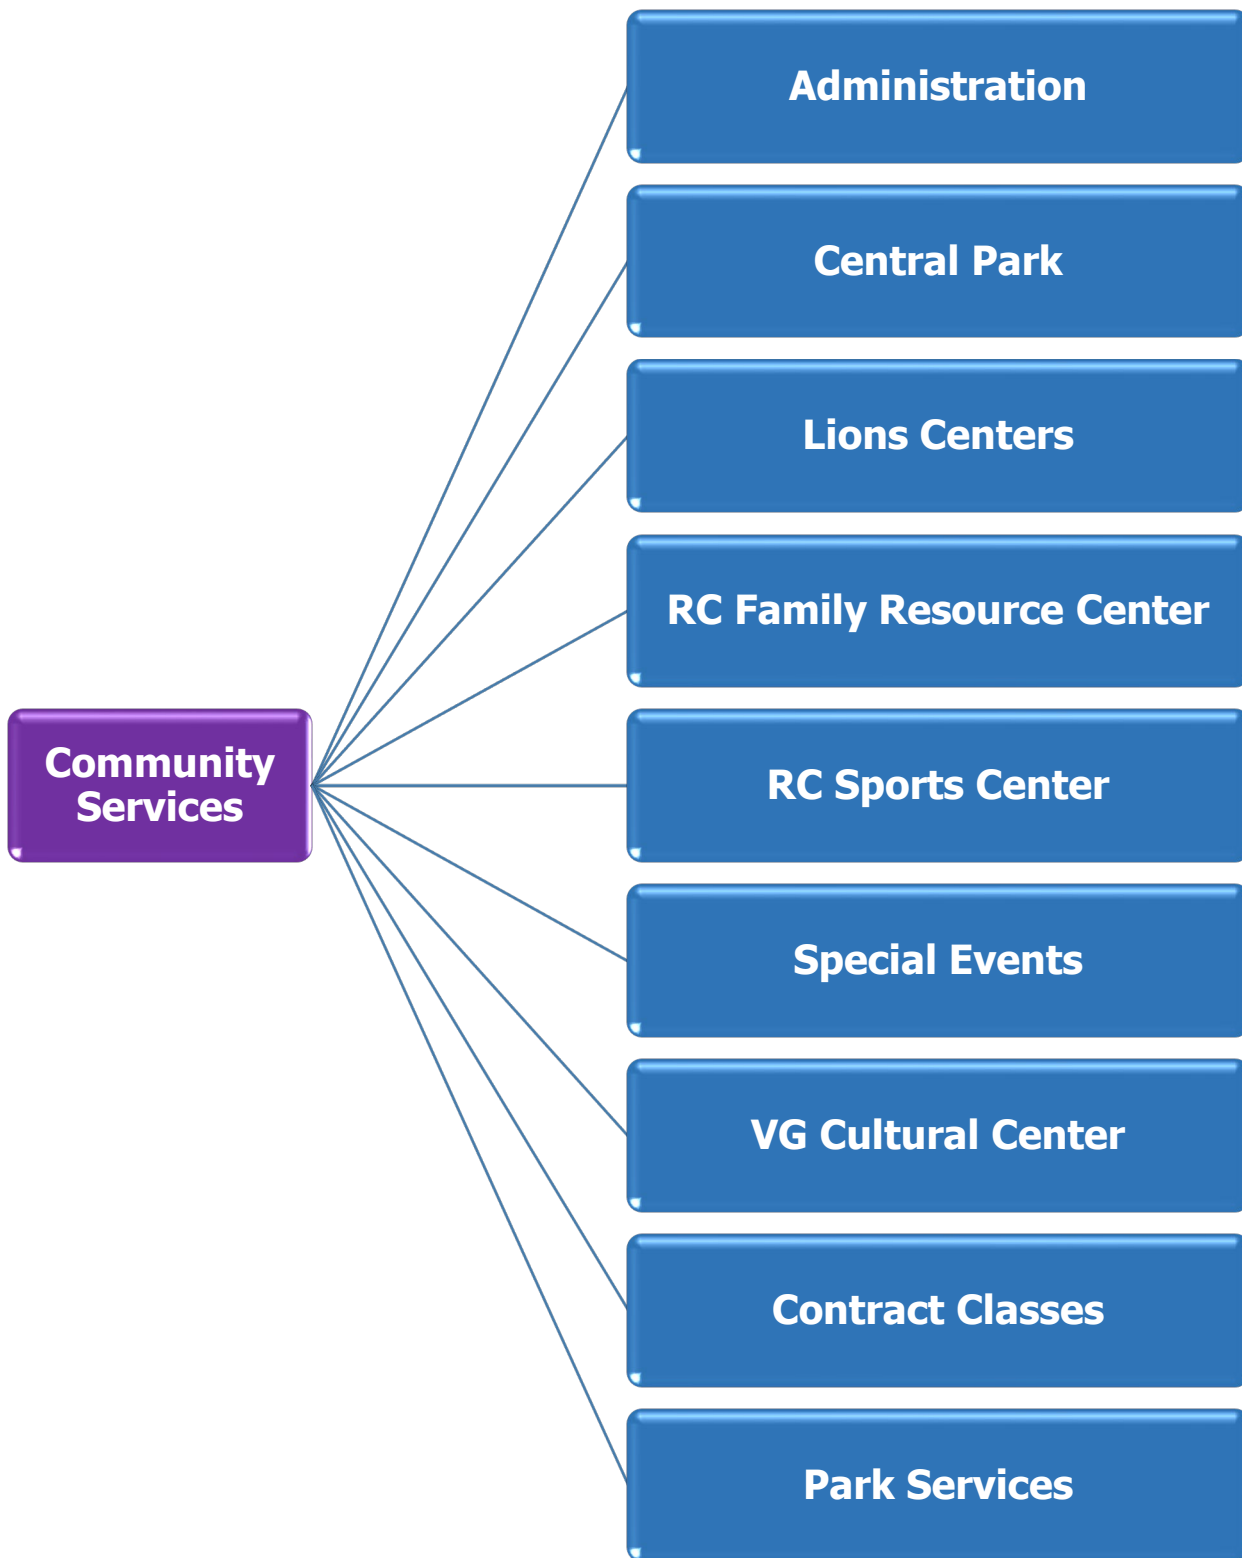 Administration
Central Park
Lions Centers
RC Family Resource Center
Community
Services
RC Sports Center
Special Events
VG Cultural Center
Contract Classes
Park Services